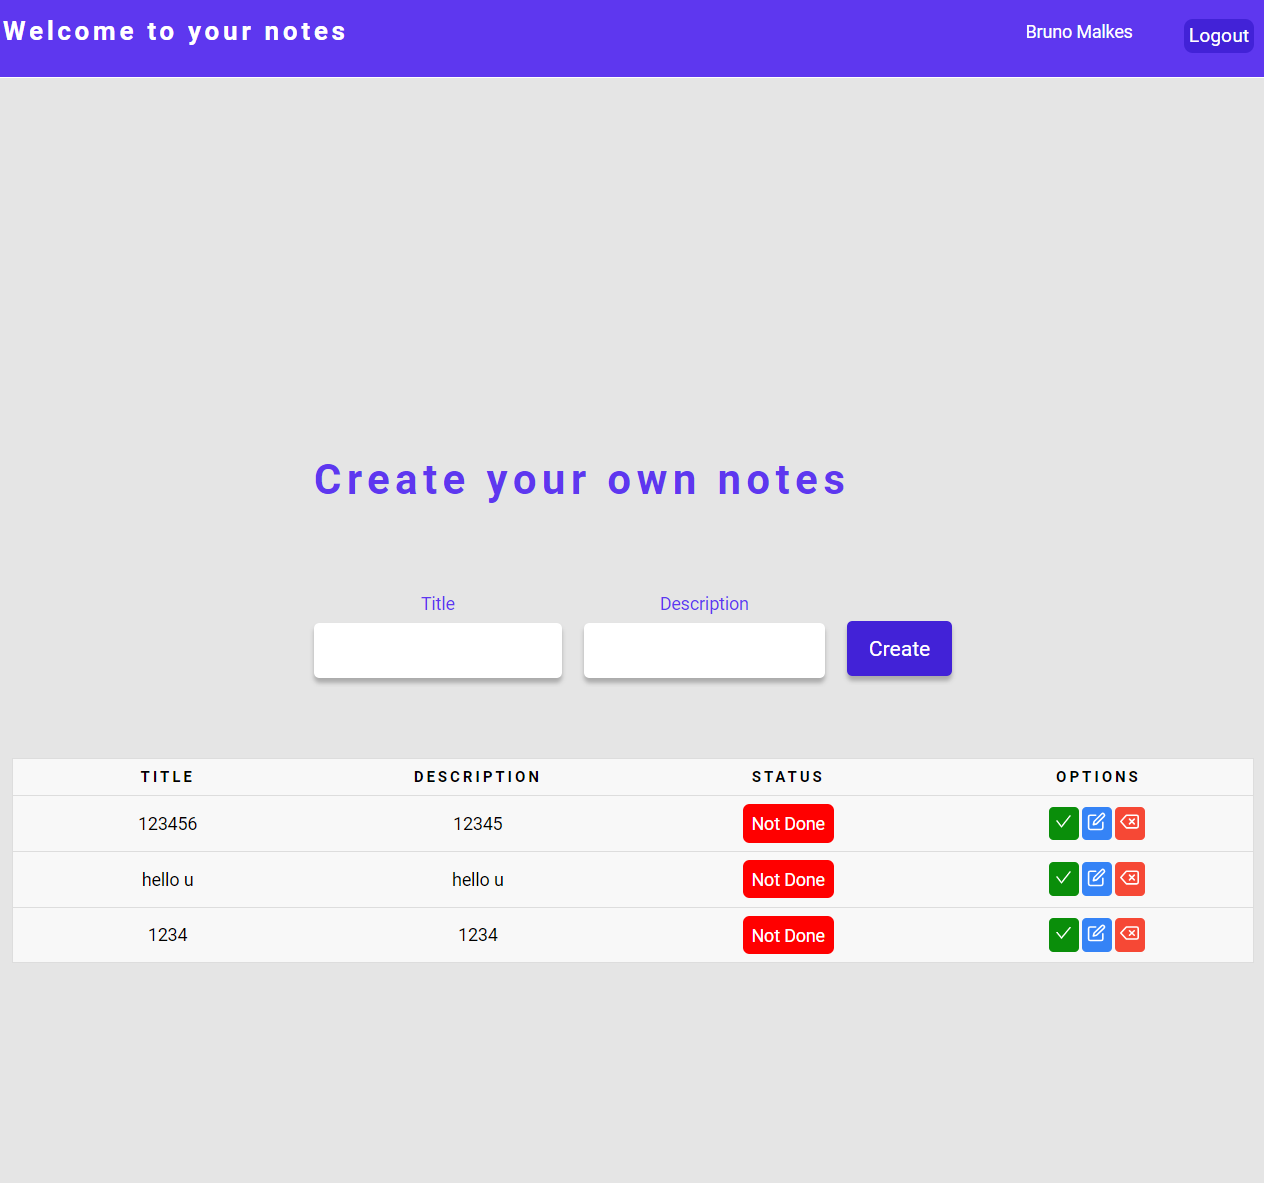 Welcome to your notes
Bruno Malkes
Logout
Create your own notes
Title
Description
Create
TITLE DESCRIPTION STATUS OPTIONS
123456 12345 Not Done
hello u hello u Not Done
1234 1234 Not Done